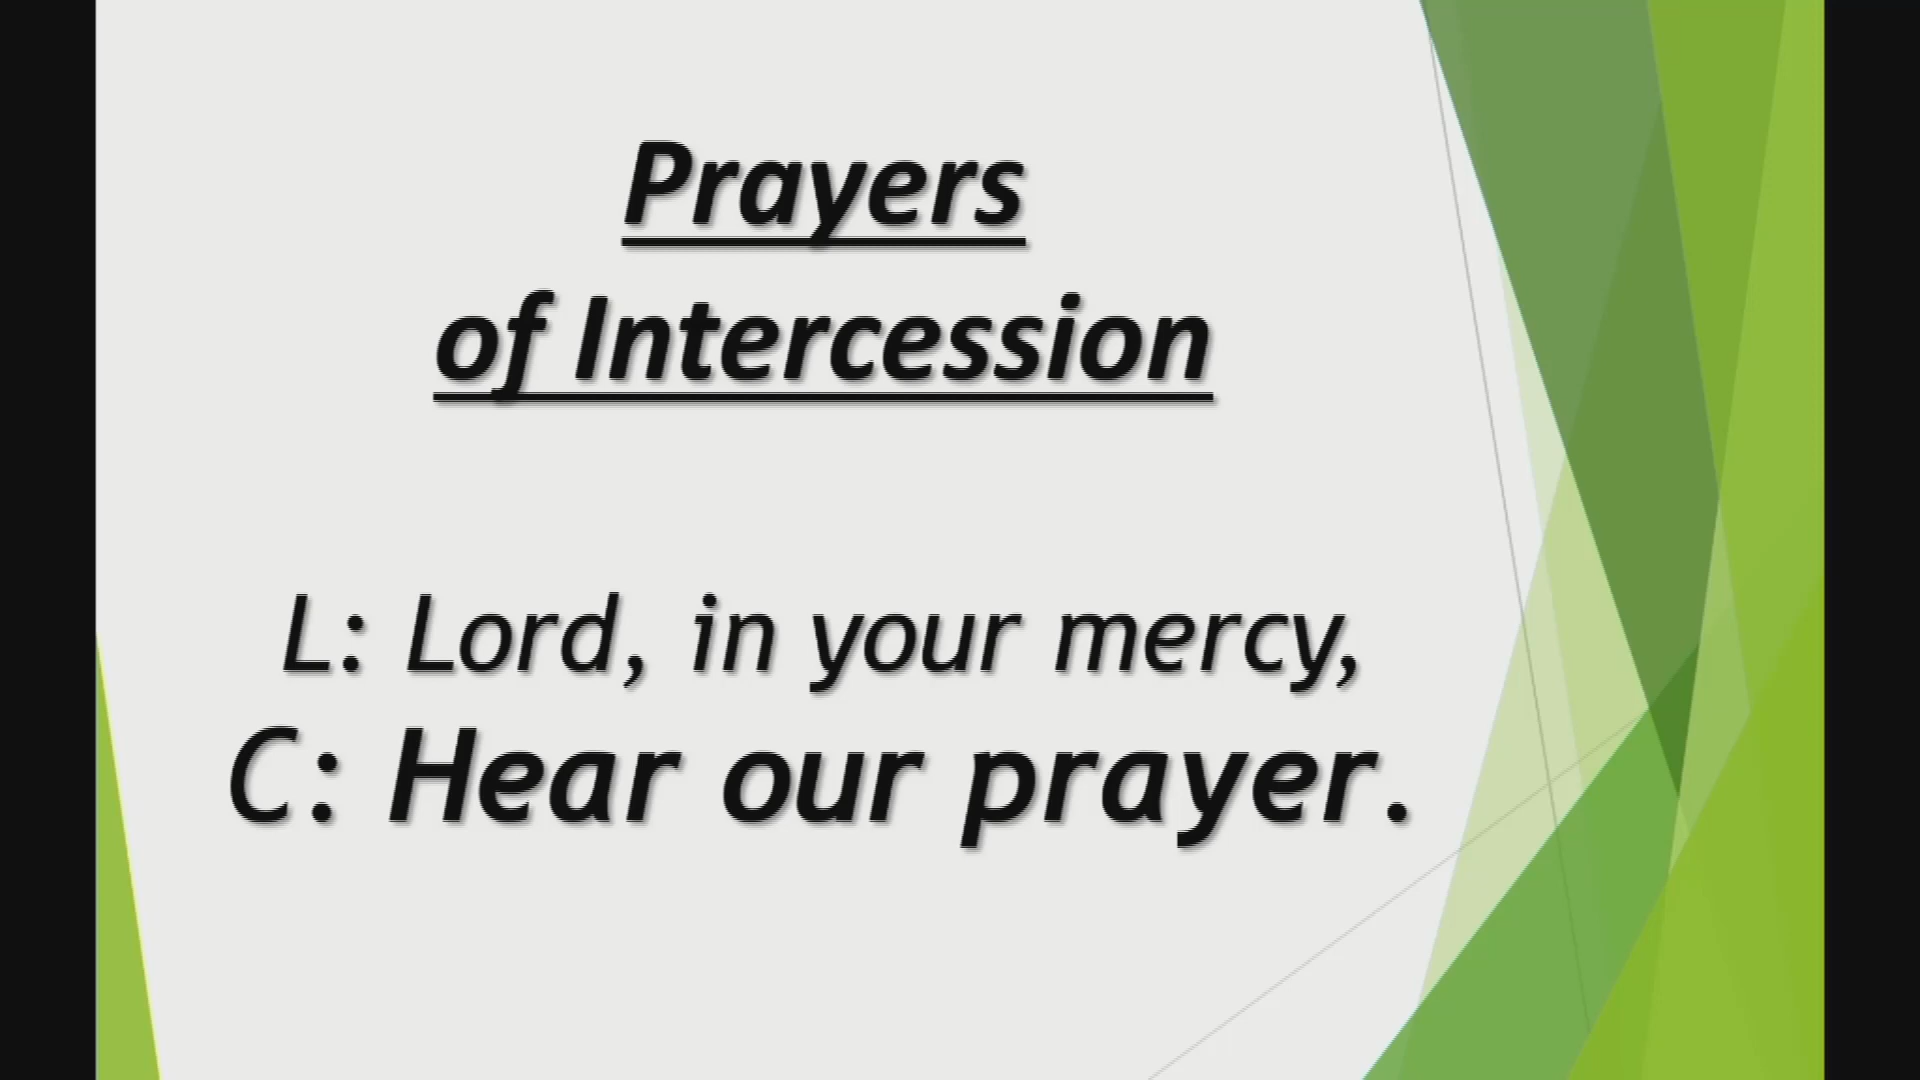 Prayers
of Intercession
L: Lord, in your mercy,
C: Hear our prayer.